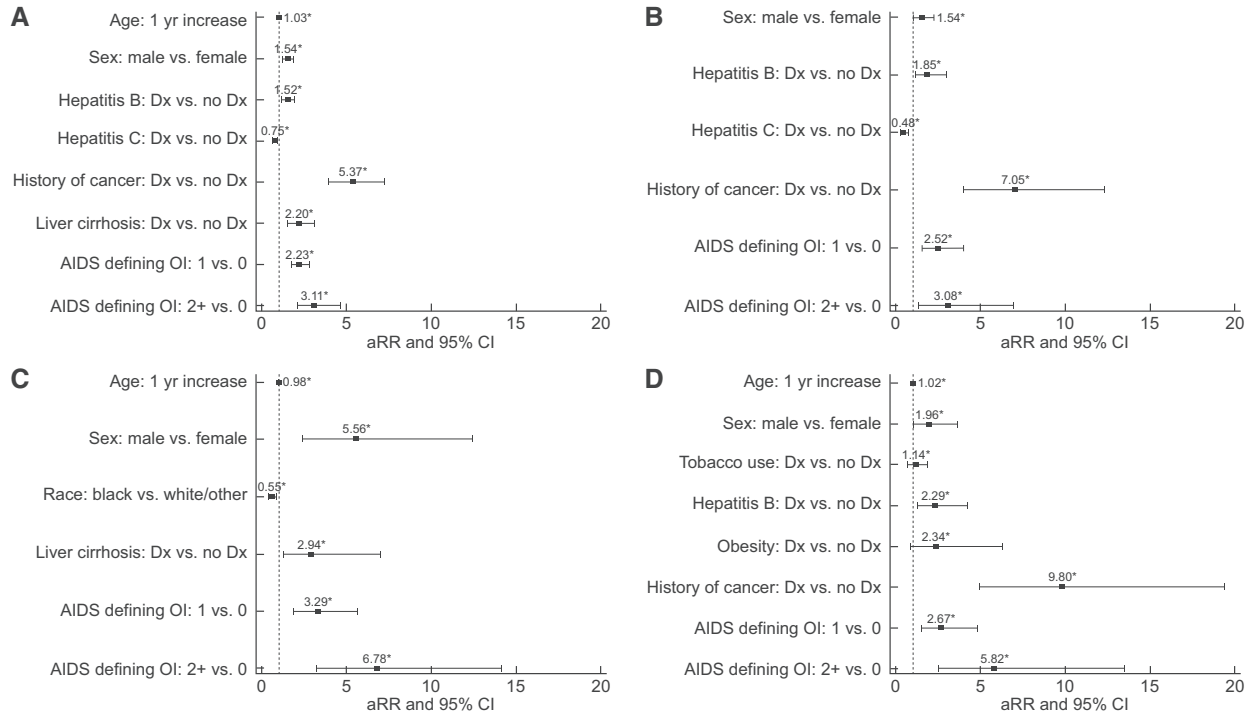 A
Age: 1 yr increase
1.03*
Sex: male vs. female
1.54*
Hepatitis B: Dx vs. no Dx
1.52*
Hepatitis C: Dx vs. no Dx
0.75*
History of cancer: Dx vs. no Dx
5.37*
Liver cirrhosis: Dx vs. no Dx
2.20*
AIDS defining OI: 1 vs. 0
2.23*
AIDS defining OI: 2+ vs. 0
3.11*
0 5 10 15 20
aRR and 95% CI
B
Sex: male vs. female
1.54*
Hepatitis B: Dx vs. no Dx
1.85*
Hepatitis C: Dx vs. no Dx
0.48*
History of cancer: Dx vs. no Dx
7.05*
AIDS defining OI: 1 vs. 0
2.52*
AIDS defining OI: 2+ vs. 0
3.08*
0 5 10 15 20
aRR and 95% CI
C
Age: 1 yr increase
0.98*
Sex: male vs. female
5.56*
Race: black vs. white/other
0.55*
Liver cirrhosis: Dx vs. no Dx
2.94*
AIDS defining OI: 1 vs. 0
3.29*
AIDS defining OI: 2+ vs. 0
6.78*
0 5 10 15 20
aRR and 95% CI
D
Age: 1 yr increase
1.02*
Sex: male vs. female
1.96*
Tobacco use: Dx vs. no Dx
1.14*
Hepatitis B: Dx vs. no Dx
2.29*
Obesity: Dx vs. no Dx
2.34*
History of cancer: Dx vs. no Dx
9.80*
AIDS defining OI: 1 vs. 0
2.67*
AIDS defining OI: 2+ vs. 0
5.82*
0 5 10 15 20
aRR and 95% CI